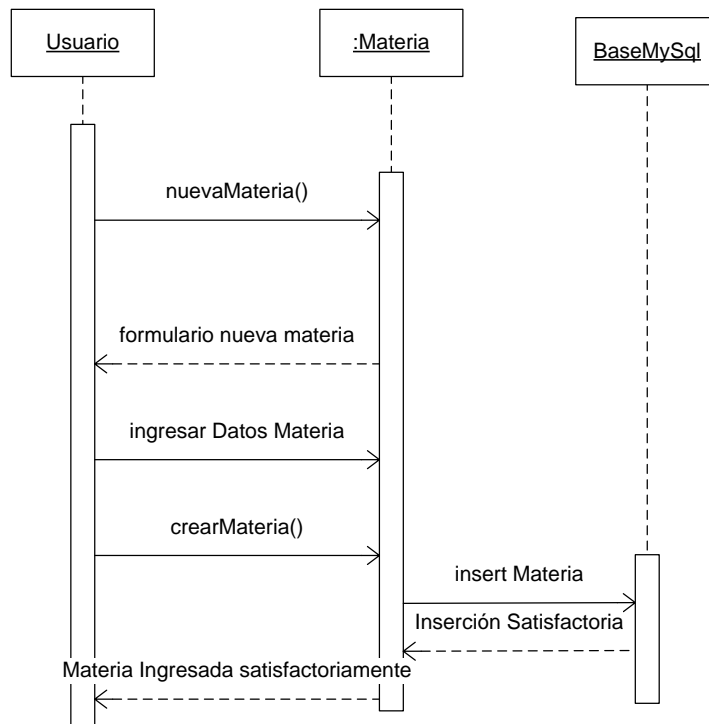 Usuario
:Materia
BaseMySql
nuevaMateria()
formulario nueva materia
ingresar Datos Materia
crearMateria()
insert Materia
Inserción Satisfactoria
Materia Ingresada satisfactoriamente